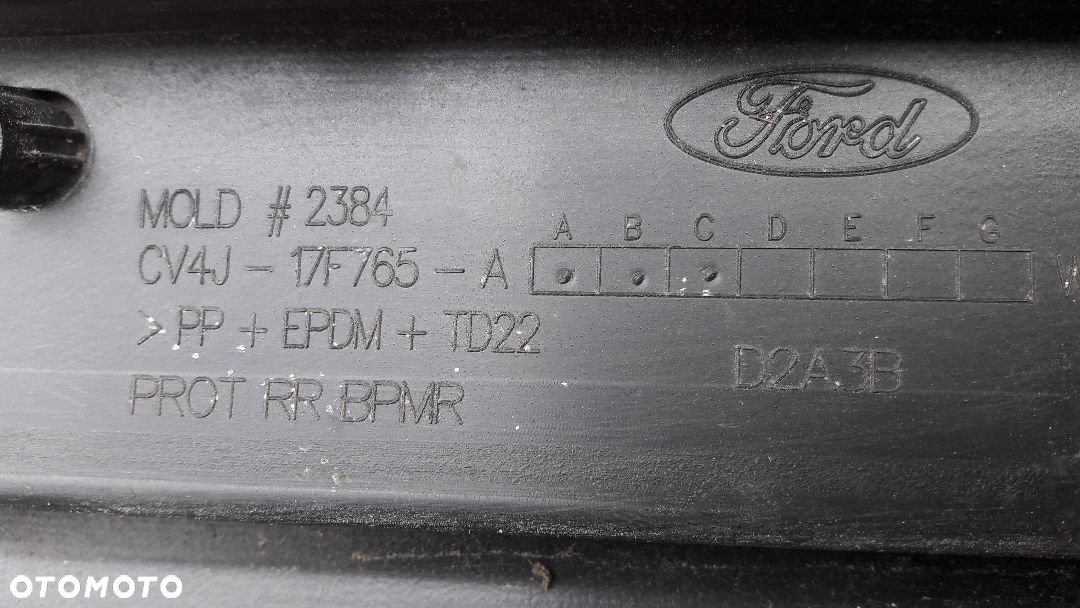 Ford
MOLD # 2384
A B C D E F G
CV4J - 17F765 - A
>PP + EPDM + TD22
D2A3B
PROT RR BPMR
OTOMOTO